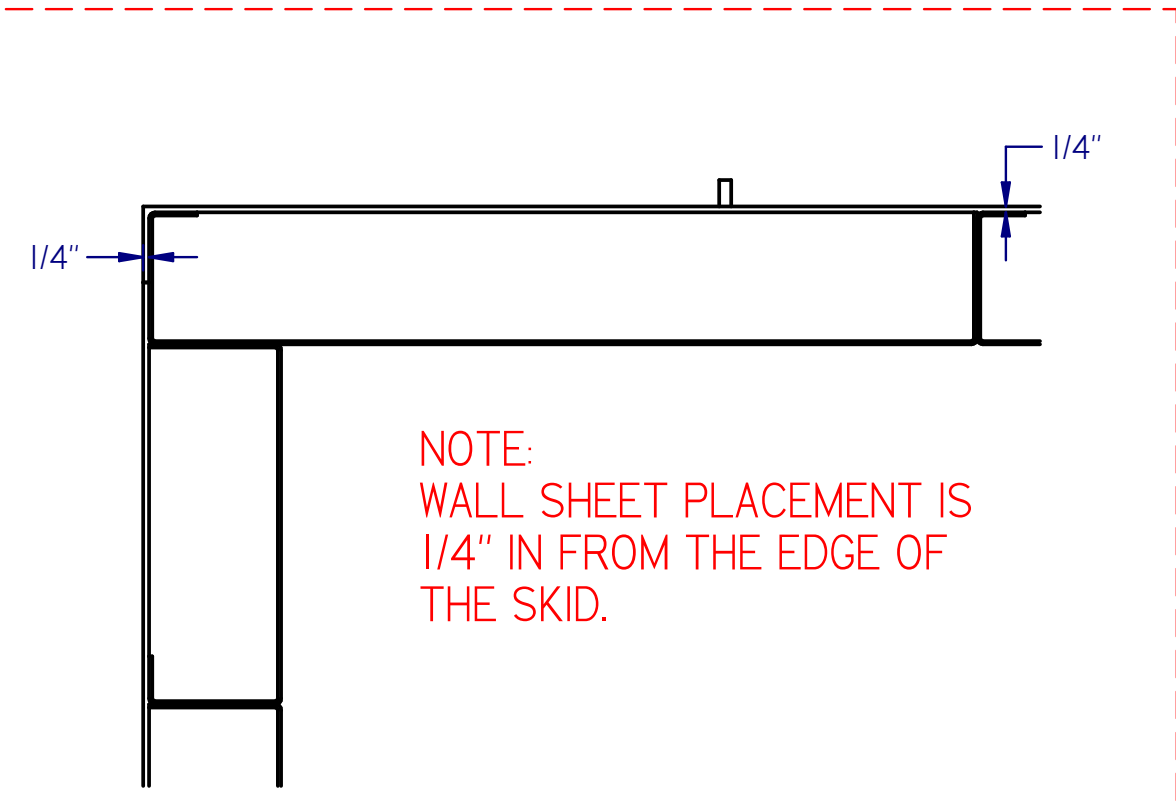 1/4"
1/4"
NOTE:
WALL SHEET PLACEMENT IS
1/4" IN FROM THE EDGE OF
THE SKID.